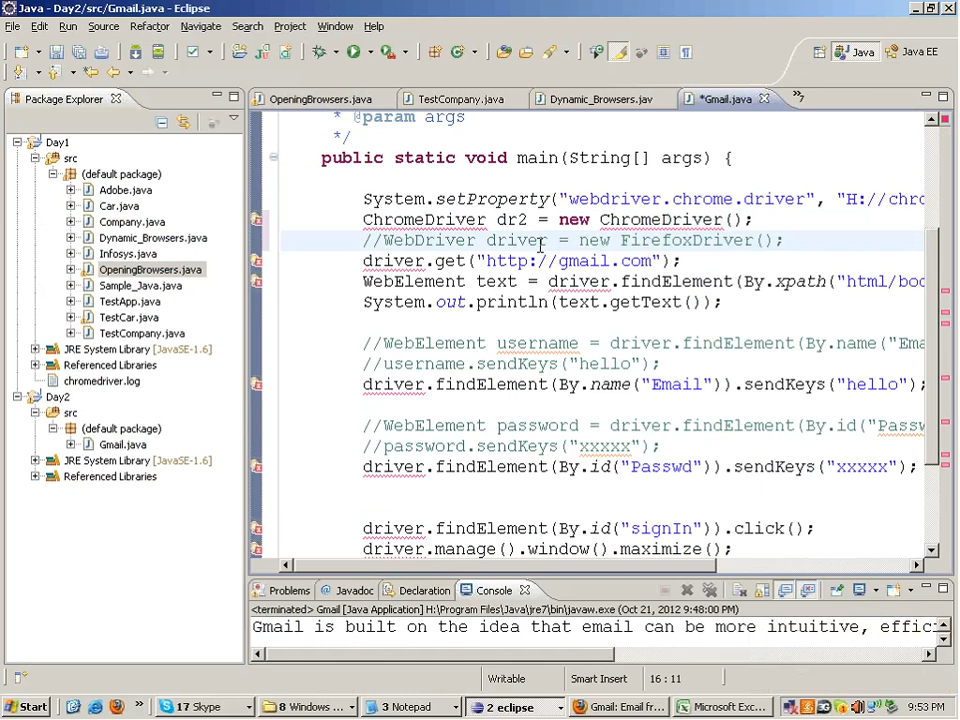 Java - Day2/src/Gmail.java - Eclipse
File Edit Run Source Refactor Navigate Search Project Window Help
Java Java EE
Package Explorer
OpeningBrowsers.java TestCompany.java Dynamic_Browsers.jav *Gmail.java »7
Day1
src
(default package)
Adobe.java
Car.java
Company.java
Dynamic_Browsers.java
Infosys.java
OpeningBrowsers.java
Sample_Java.java
TestApp.java
TestCar.java
TestCompany.java
JRE System Library [JavaSE-1.6]
Referenced Libraries
chromedriver.log
Day2
src
(default package)
Gmail.java
JRE System Library [JavaSE-1.6]
Referenced Libraries
* @param args
*/
public static void main(String[] args) {
System.setProperty("webdriver.chrome.driver", "H://chro
ChromeDriver dr2 = new ChromeDriver();
//WebDriver driver = new FirefoxDriver();
driver.get("http://gmail.com");
WebElement text = driver.findElement(By.xpath("html/boo
System.out.println(text.getText());
//WebElement username = driver.findElement(By.name("Ema
//username.sendKeys("hello");
driver.findElement(By.name("Email")).sendKeys("hello");
//WebElement password = driver.findElement(By.id("Passw
//password.sendKeys("xxxxx");
driver.findElement(By.id("Passwd")).sendKeys("xxxxx");
driver.findElement(By.id("signIn")).click();
driver.manage().window().maximize();
Problems Javadoc Declaration Console
<terminated> Gmail [Java Application] H:\Program Files\Java\jre7\bin\javaw.exe (Oct 21, 2012 9:48:00 PM)
Gmail is built on the idea that email can be more intuitive, effici
Writable Smart Insert 16 : 11
Start » 17 Skype 8 Windows ... 3 Notepad 2 eclipse Gmail: Email fr... Microsoft Exc... 9:53 PM